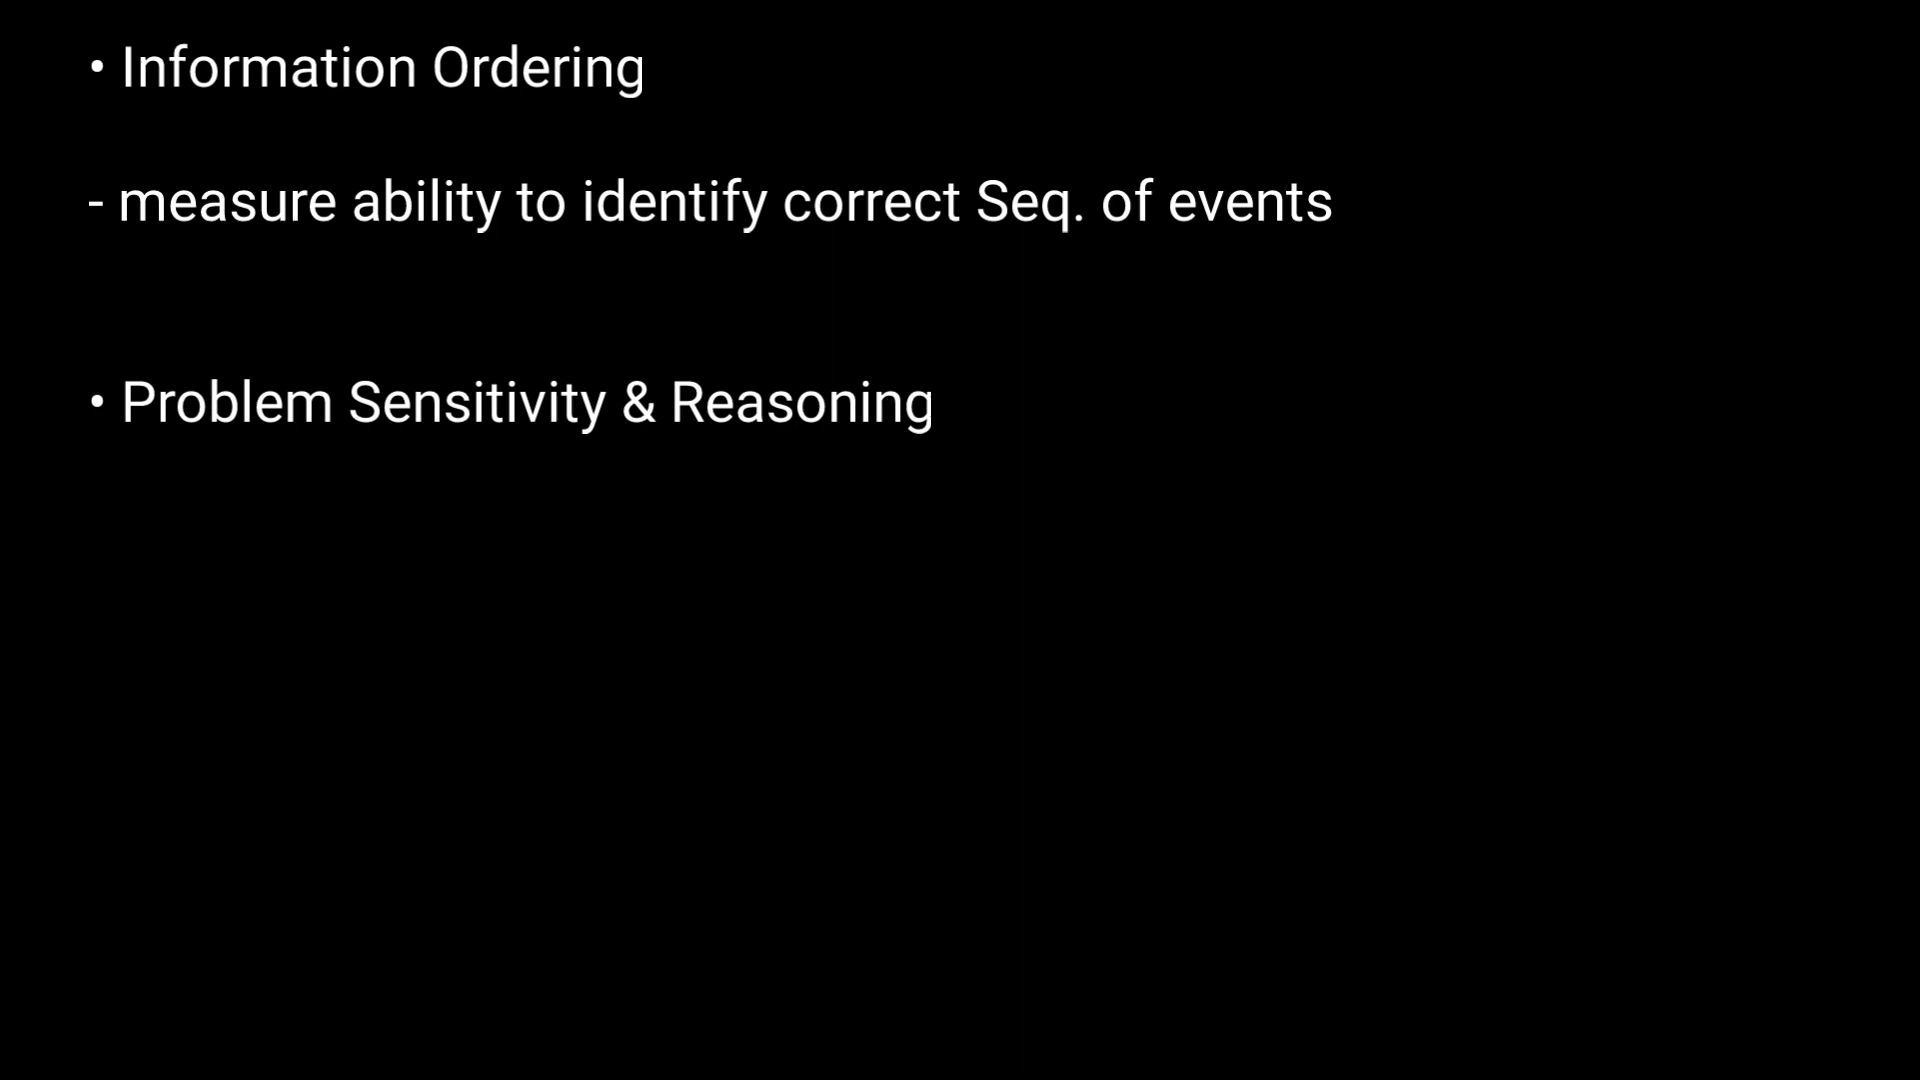 • Information Ordering
- measure ability to identify correct Seq. of events
• Problem Sensitivity & Reasoning